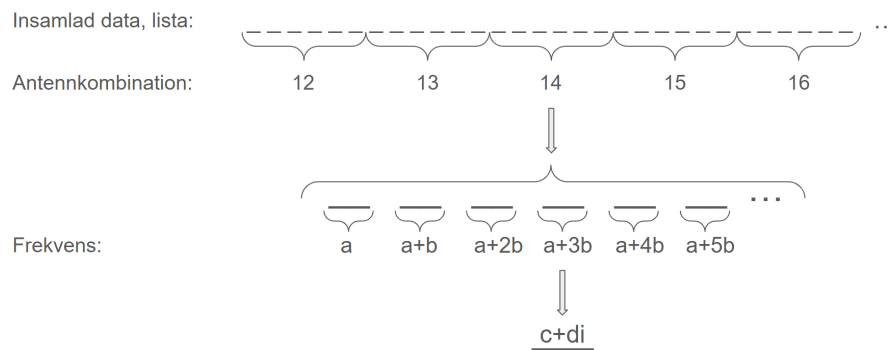 Insamlad data, lista:
..
Antennkombination: 12 13 14 15 16
...
Frekvens: a a+b a+2b a+3b a+4b a+5b
c+di